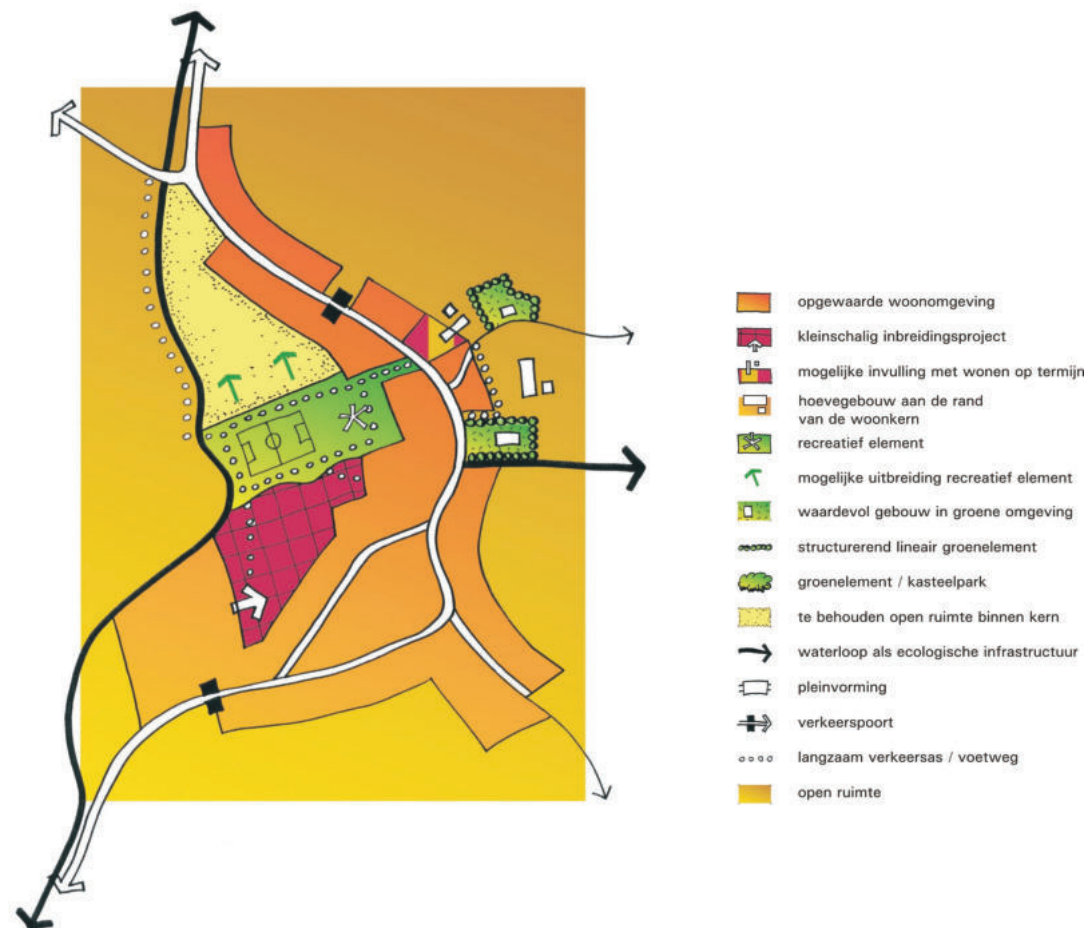 opgewaarde woonomgeving
kleinschalig inbreidingsproject
mogelijke invulling met wonen op termijn
hoevegebouw aan de rand
van de woonkern
recreatief element
mogelijke uitbreiding recreatief element
waardevol gebouw in groene omgeving
structurerend lineair groenelement
groenelement / kasteelpark
te behouden open ruimte binnen kern
waterloop als ecologische infrastructuur
pleinvorming
verkeerspoort
langzaam verkeersas / voetweg
open ruimte